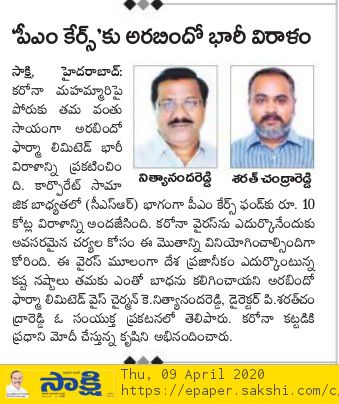 'పీఎం కేర్స్'కు అరబిందో భారీ విరాళం
సాక్షి, హైదరాబాద్:
కరోనా మహమ్మారిపై
పోరుకు తమ వంతు
సాయంగా అరబిందో
ఫార్మా లిమిటెడ్ భారీ
విరాళాన్ని ప్రకటించిం
ది. కార్పొరేట్ సామా
నిత్యానందరెడ్డి
శరత్ చంద్రారెడ్డి
జిక బాధ్యతలో (సీఎస్ఆర్) భాగంగా పీఎం కేర్స్ ఫండ్‌కు రూ. 10
కోట్ల విరాళాన్ని అందజేసింది. కరోనా వైరస్‌ను ఎదుర్కొనేందుకు
అవసరమైన చర్యల కోసం ఈ మొత్తాన్ని వినియోగించాల్సిందిగా
కోరింది. ఈ వైరస్ మూలంగా దేశ ప్రజానీకం ఎదుర్కొంటున్న
కష్ట నష్టాలు తమకు ఎంతో బాధను కలిగించాయని అరబిందో
ఫార్మా లిమిటెడ్ వైస్ చైర్మన్ కె.నిత్యానందరెడ్డి, డైరెక్టర్ పి.శరత్‌చం
ద్రారెడ్డి ఓ సంయుక్త ప్రకటనలో తెలిపారు. కరోనా కట్టడికి
ప్రధాని మోదీ చేస్తున్న కృషిని అభినందించారు.
సాక్షి
Thu, 09 April 2020
https://epaper.sakshi.com/c/